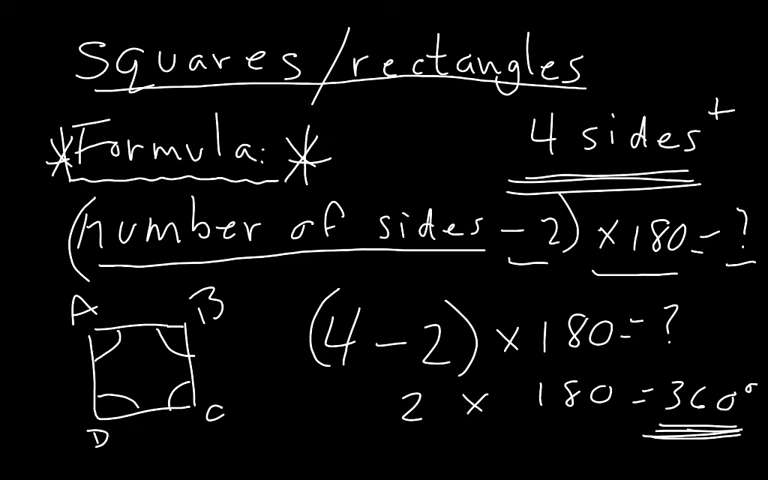 Squares/rectangles
*Formula:*
4 sides+
(number of sides - 2) × 180 = ?
A B
(4 - 2) × 180 = ?
2 × 180 = 360°
D C